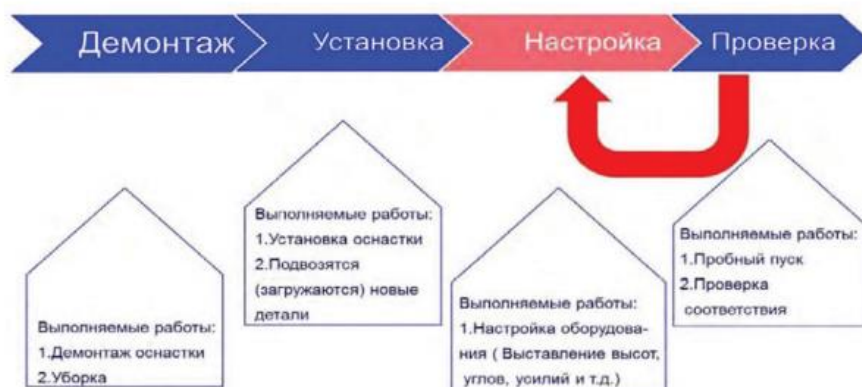 Демонтаж
Установка
Настройка
Проверка
Выполняемые работы:
1.Демонтаж оснастки
2.Уборка
Выполняемые работы:
1.Установка оснастки
2.Подвозятся
(загружаются) новые
детали
Выполняемые работы:
1.Настройка оборудова-
ния ( Выставление высот,
углов, усилий и т.д.)
Выполняемые работы:
1.Пробный пуск
2.Проверка
соответствия